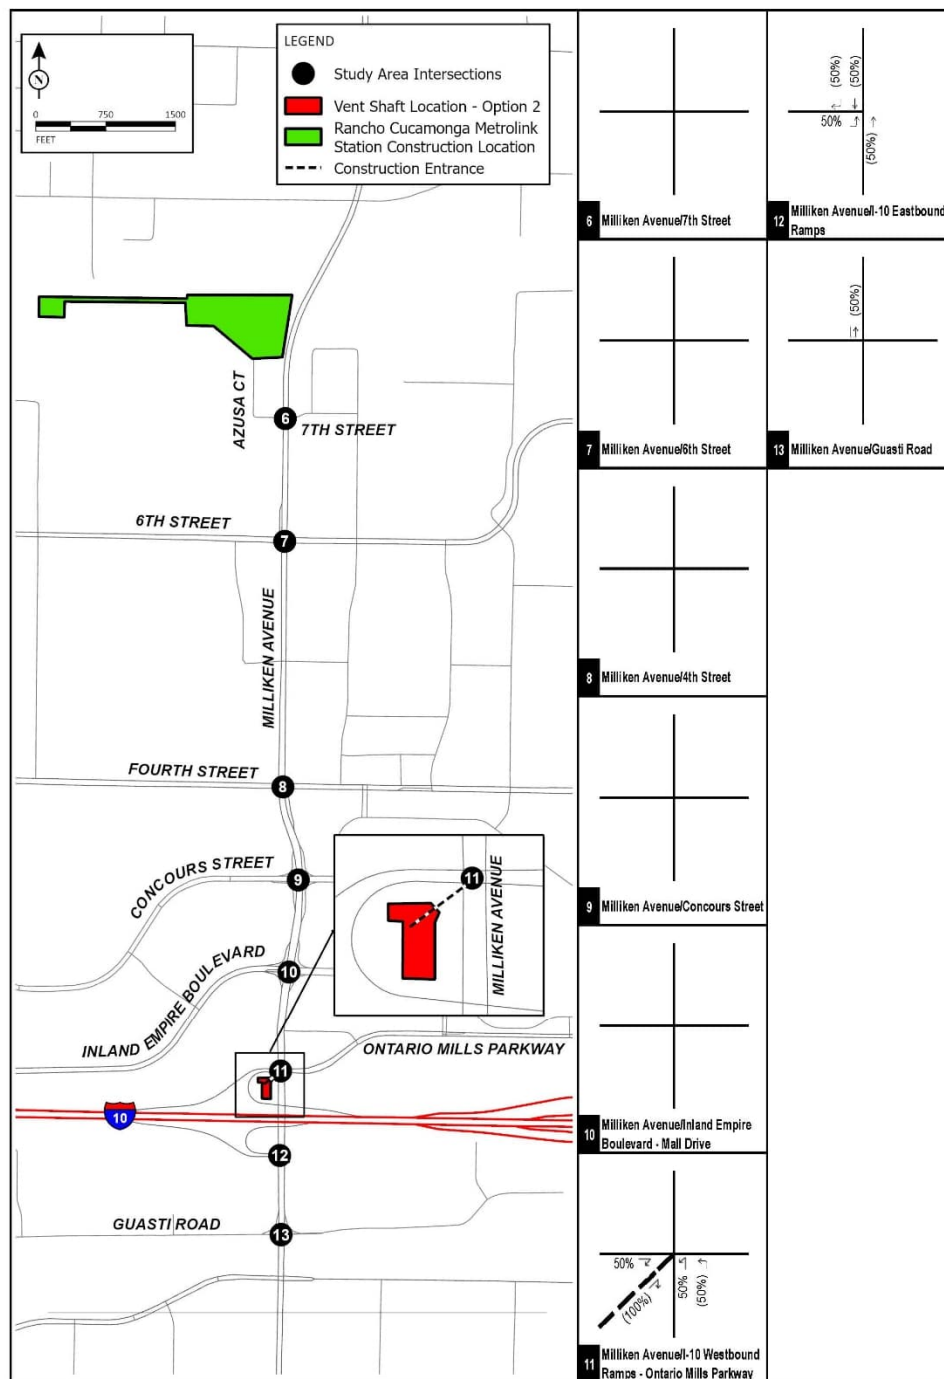 LEGEND
Study Area Intersections
Vent Shaft Location - Option 2
Rancho Cucamonga Metrolink
Station Construction Location
Construction Entrance
N
0 750 1500
FEET
AZUSA CT
6
7TH STREET
6TH STREET
7
MILLIKEN AVENUE
FOURTH STREET
8
CONCOURS STREET
9
11
MILLIKEN AVENUE
INLAND EMPIRE BOULEVARD
10
ONTARIO MILLS PARKWAY
11
10
12
GUASTI ROAD
13
6 Milliken Avenue/7th Street
(50%)
(50%)
50%
(50%)
12 Milliken Avenue/I-10 Eastbound
Ramps
7 Milliken Avenue/6th Street
(50%)
13 Milliken Avenue/Guasti Road
8 Milliken Avenue/4th Street
9 Milliken Avenue/Concours Street
10 Milliken Avenue/Inland Empire
Boulevard - Mall Drive
50%
(100%)
50%
(50%)
11 Milliken Avenue/I-10 Westbound
Ramps - Ontario Mills Parkway